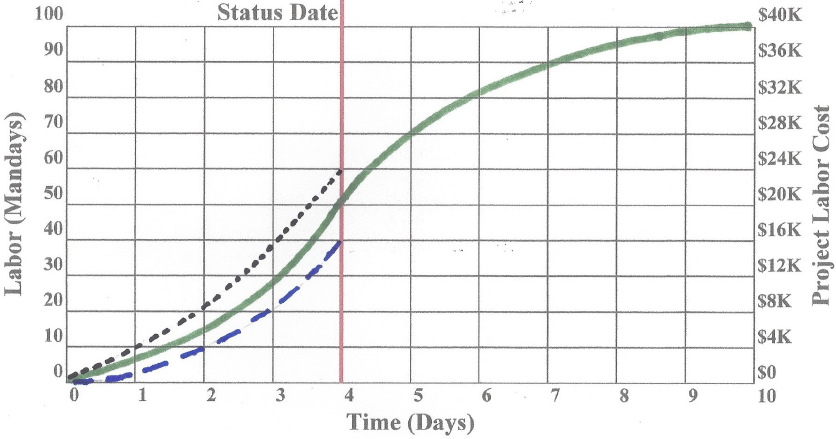 Status Date
100
90
80
70
60
50
40
30
20
10
0
Labor (Mandays)
$40K
$36K
$32K
$28K
$24K
$20K
$16K
$12K
$8K
$4K
$0
Project Labor Cost
0 1 2 3 4 5 6 7 8 9 10
Time (Days)